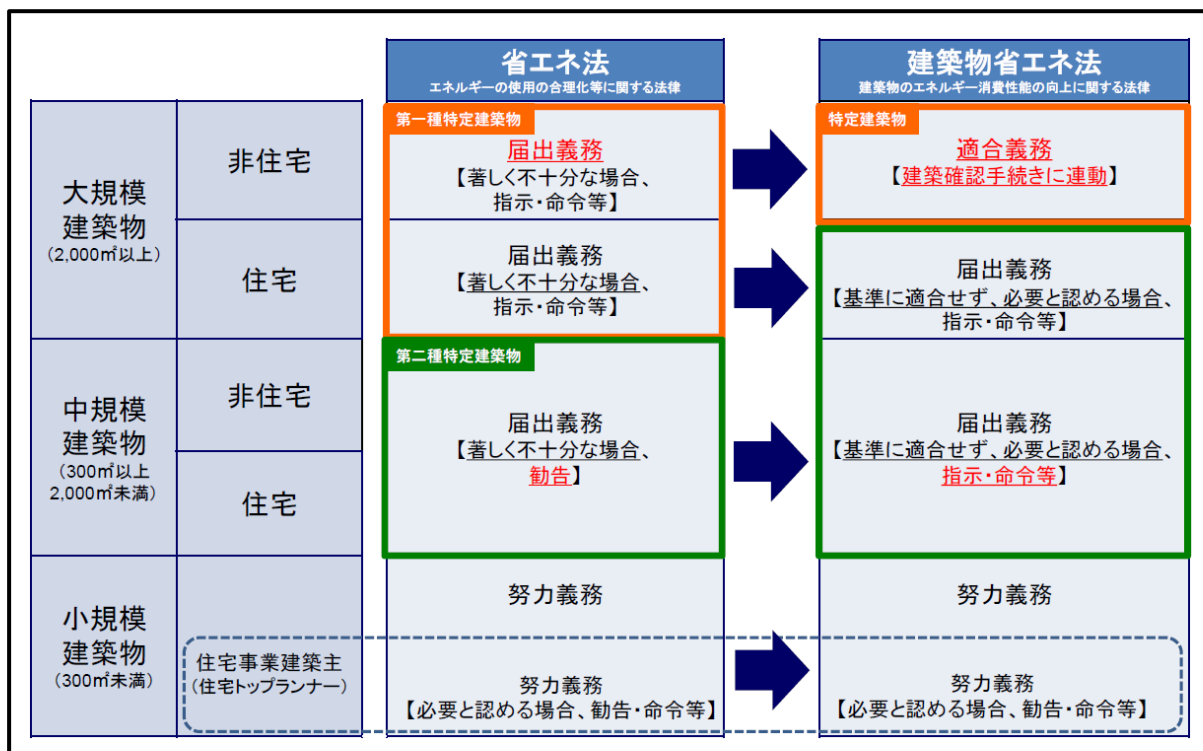 省エネ法
エネルギーの使用の合理化等に関する法律
建築物省エネ法
建築物のエネルギー消費性能の向上に関する法律
大規模
建築物
(2,000㎡以上)
非住宅
第一種特定建築物
届出義務
【著しく不十分な場合、
指示・命令等】
特定建築物
適合義務
【建築確認手続きに連動】
住宅
届出義務
【著しく不十分な場合、
指示・命令等】
届出義務
【基準に適合せず、必要と認める場合、
指示・命令等】
中規模
建築物
(300㎡以上
2,000㎡未満)
非住宅
住宅
第二種特定建築物
届出義務
【著しく不十分な場合、
勧告】
届出義務
【基準に適合せず、必要と認める場合、
指示・命令等】
小規模
建築物
(300㎡未満)
努力義務
努力義務
住宅事業建築主
(住宅トップランナー)
努力義務
【必要と認める場合、勧告・命令等】
努力義務
【必要と認める場合、勧告・命令等】